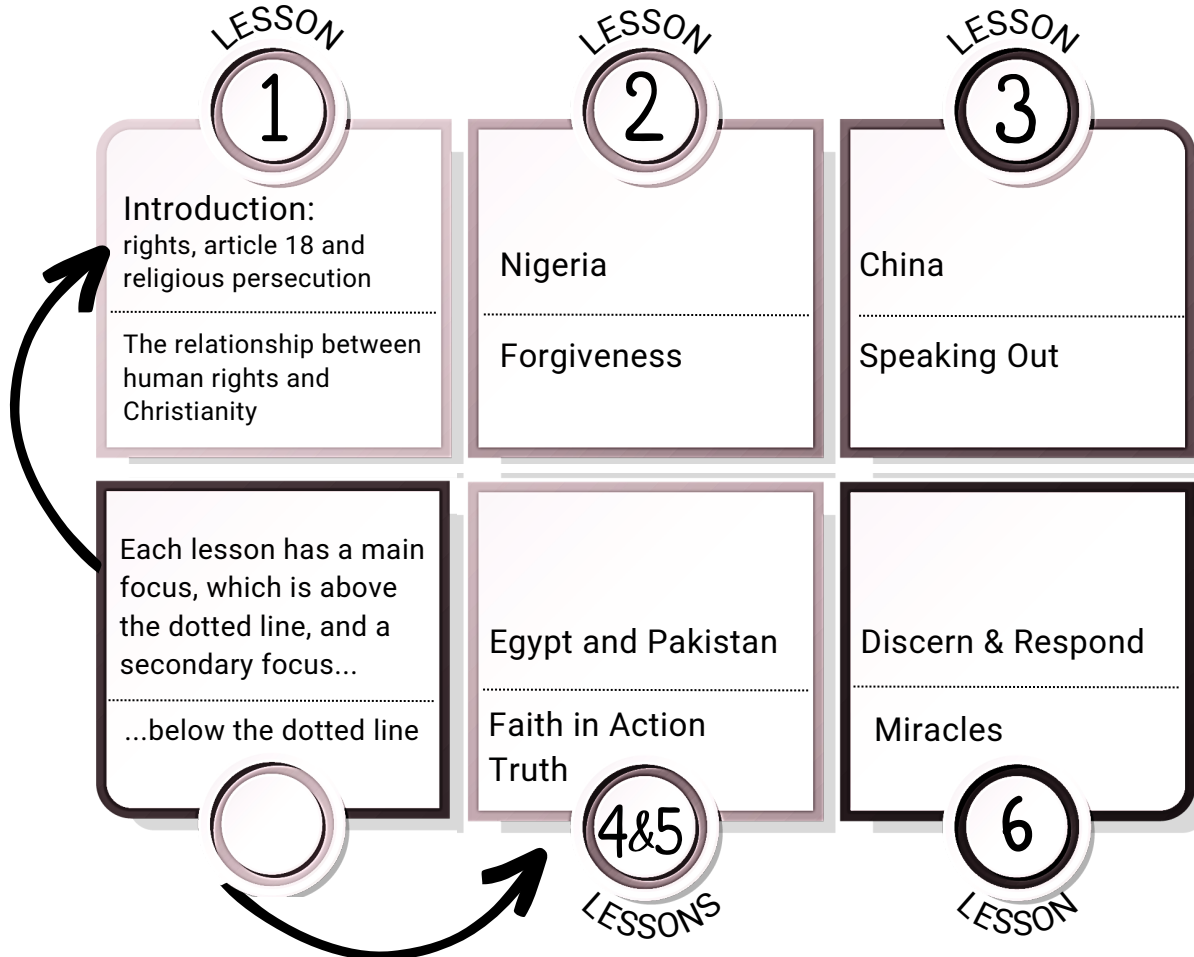 LESSON
1
Introduction:
rights, article 18 and
religious persecution
The relationship between
human rights and
Christianity
LESSON
2
Nigeria
Forgiveness
LESSON
3
China
Speaking Out
Each lesson has a main
focus, which is above
the dotted line, and a
secondary focus...
...below the dotted line
Egypt and Pakistan
Faith in Action
Truth
4&5
LESSONS
Discern & Respond
Miracles
6
LESSON